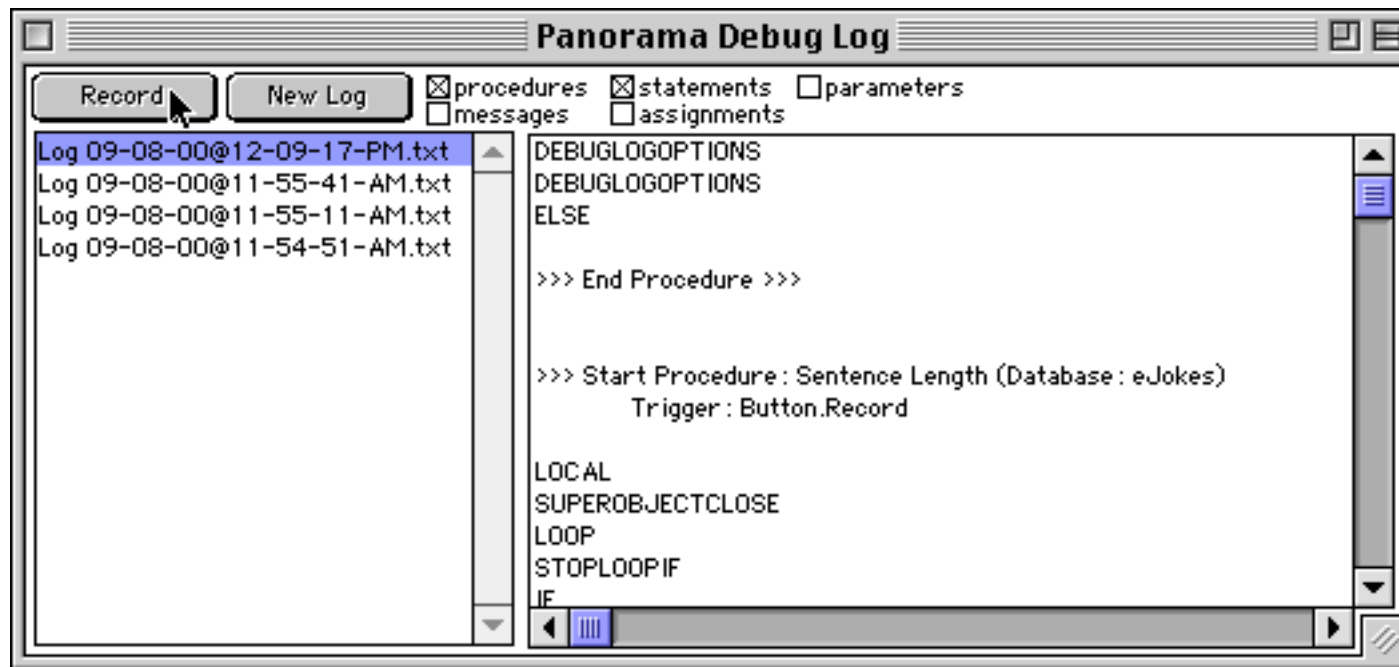 Panorama Debug Log
Record New Log
procedures statements parameters
messages assignments
Log 09-08-00@12-09-17-PM.txt
Log 09-08-00@11-55-41-AM.txt
Log 09-08-00@11-55-11-AM.txt
Log 09-08-00@11-54-51-AM.txt
DEBUGLOGOPTIONS
DEBUGLOGOPTIONS
ELSE
>>> End Procedure >>>
>>> Start Procedure : Sentence Length (Database : eJokes)
Trigger : Button.Record
LOCAL
SUPEROBJECTCLOSE
LOOP
STOPLOOPIF
IF